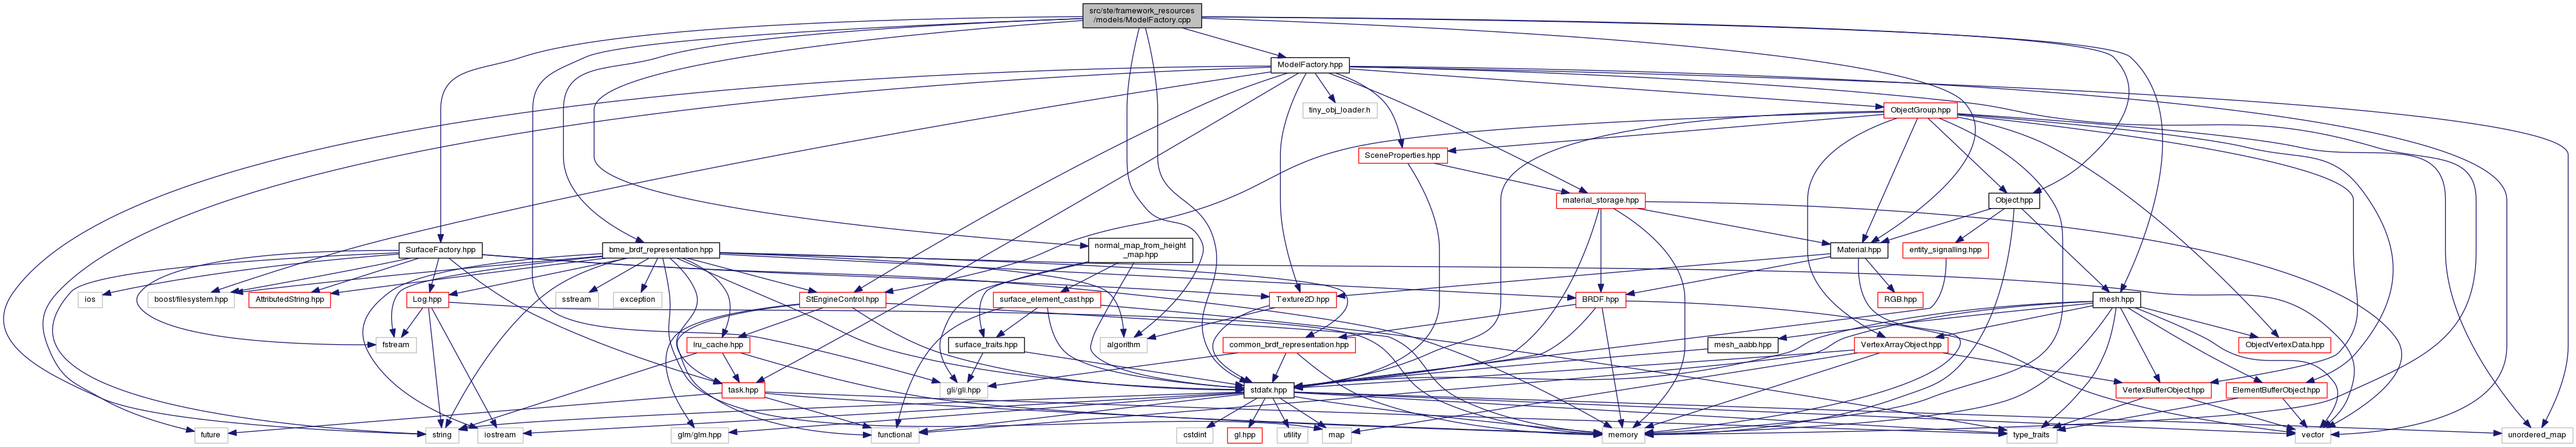 src/ste/framework_resources
/models/ModelFactory.cpp
ModelFactory.hpp
tiny_obj_loader.h
ObjectGroup.hpp
SceneProperties.hpp
material_storage.hpp
Object.hpp
SurfaceFactory.hpp
bme_brdf_representation.hpp
normal_map_from_height
_map.hpp
Material.hpp
entity_signalling.hpp
ios
boost/filesystem.hpp
AttributedString.hpp
Log.hpp
sstream
exception
StEngineControl.hpp
surface_element_cast.hpp
Texture2D.hpp
BRDF.hpp
RGB.hpp
mesh.hpp
fstream
lru_cache.hpp
surface_traits.hpp
algorithm
common_brdf_representation.hpp
mesh_aabb.hpp
VertexArrayObject.hpp
ObjectVertexData.hpp
task.hpp
gli/gli.hpp
stdafx.hpp
VertexBufferObject.hpp
ElementBufferObject.hpp
future
string
iostream
glm/glm.hpp
functional
cstdint
gl.hpp
utility
map
memory
type_traits
vector
unordered_map